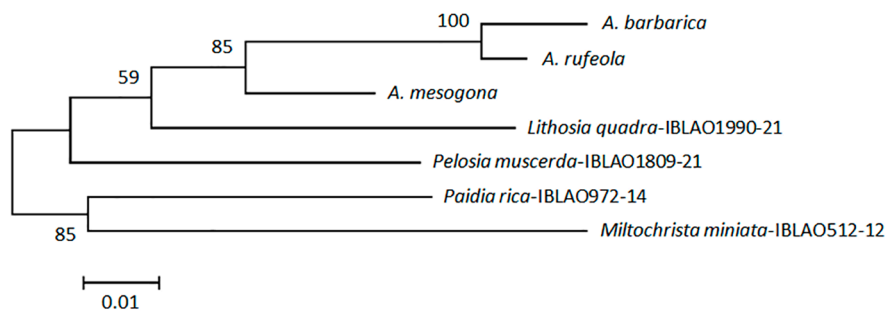 100
A. barbarica
85
A. rufeola
59
A. mesogona
Lithosia quadra-IBLAO1990-21
Pelosia muscerda-IBLAO1809-21
Paidia rica-IBLAO972-14
85
Miltochrista miniata-IBLAO512-12
0.01